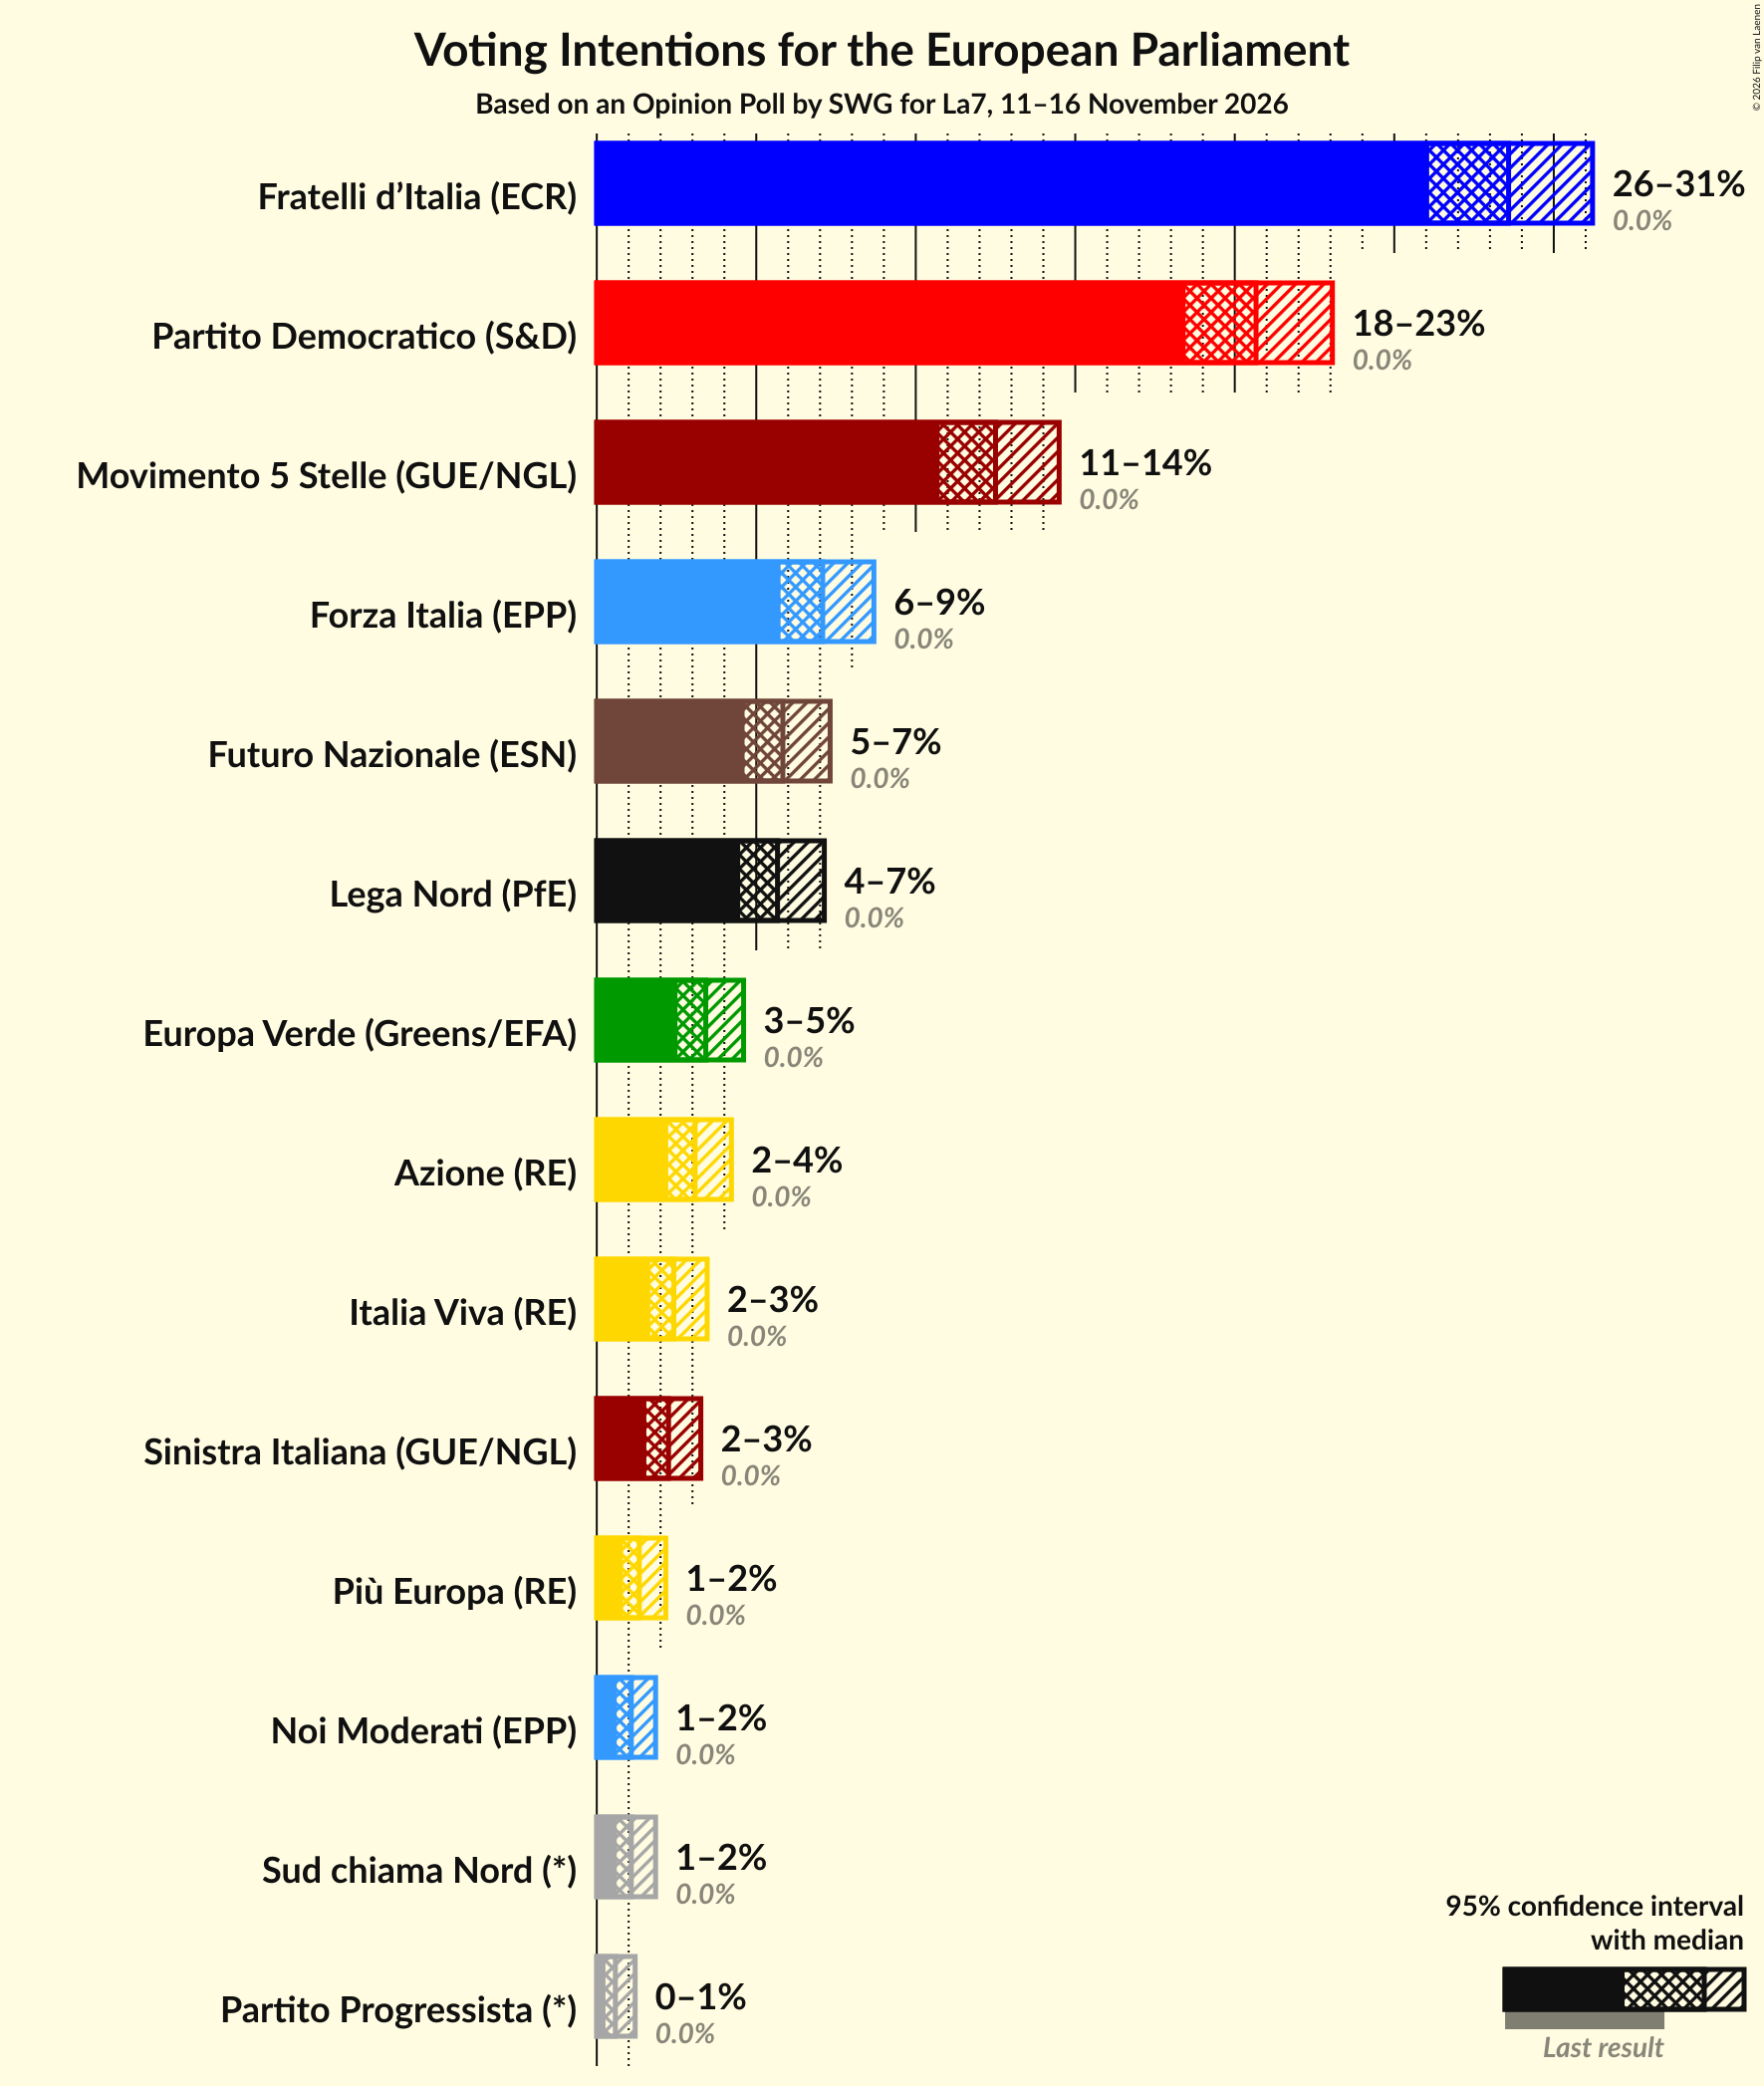 Voting Intentions for the European Parliament
Based on an Opinion Poll by SWG for La7, 11–16 November 2026
© 2026 Filip van Laenen
Fratelli d’Italia (ECR)
26–31%
0.0%
Partito Democratico (S&D)
18–23%
0.0%
Movimento 5 Stelle (GUE/NGL)
11–14%
0.0%
Forza Italia (EPP)
6–9%
0.0%
Futuro Nazionale (ESN)
5–7%
0.0%
Lega Nord (PfE)
4–7%
0.0%
Europa Verde (Greens/EFA)
3–5%
0.0%
Azione (RE)
2–4%
0.0%
Italia Viva (RE)
2–3%
0.0%
Sinistra Italiana (GUE/NGL)
2–3%
0.0%
Più Europa (RE)
1–2%
0.0%
Noi Moderati (EPP)
1–2%
0.0%
Sud chiama Nord (*)
1–2%
0.0%
Partito Progressista (*)
0–1%
0.0%
95% confidence interval
with median
Last result